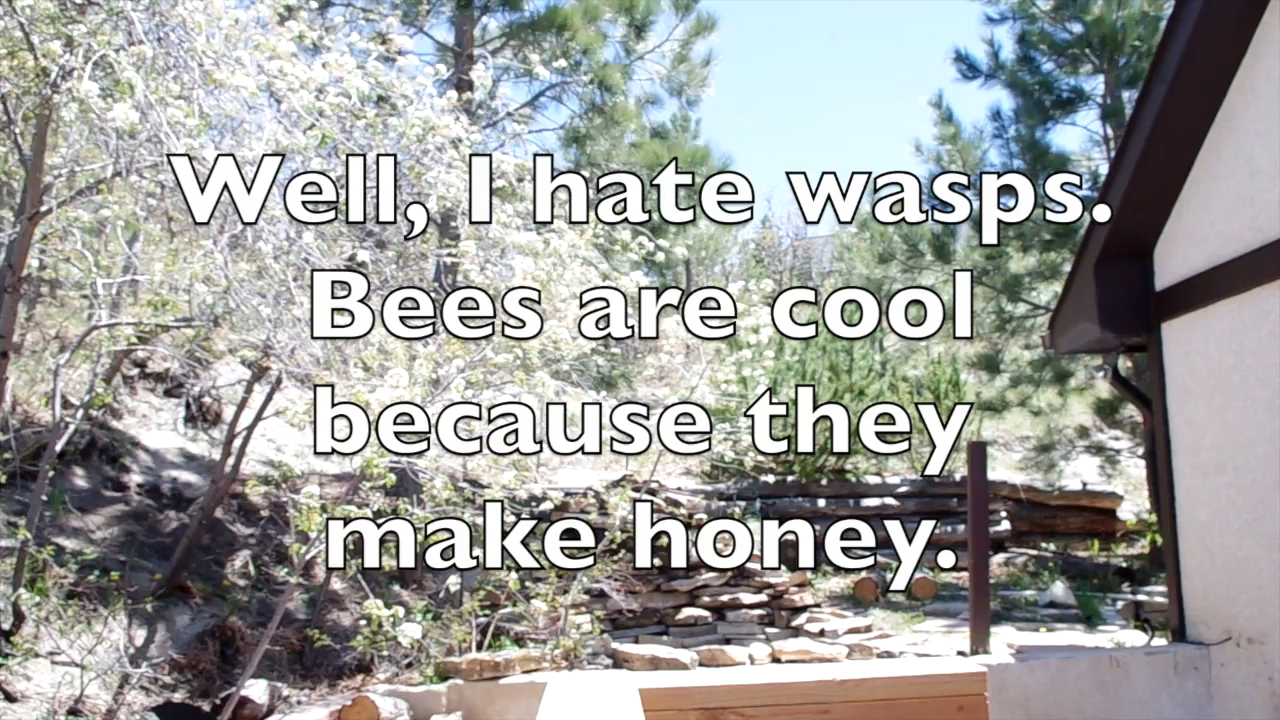 Well, I hate wasps.
Bees are cool
because they
make honey.